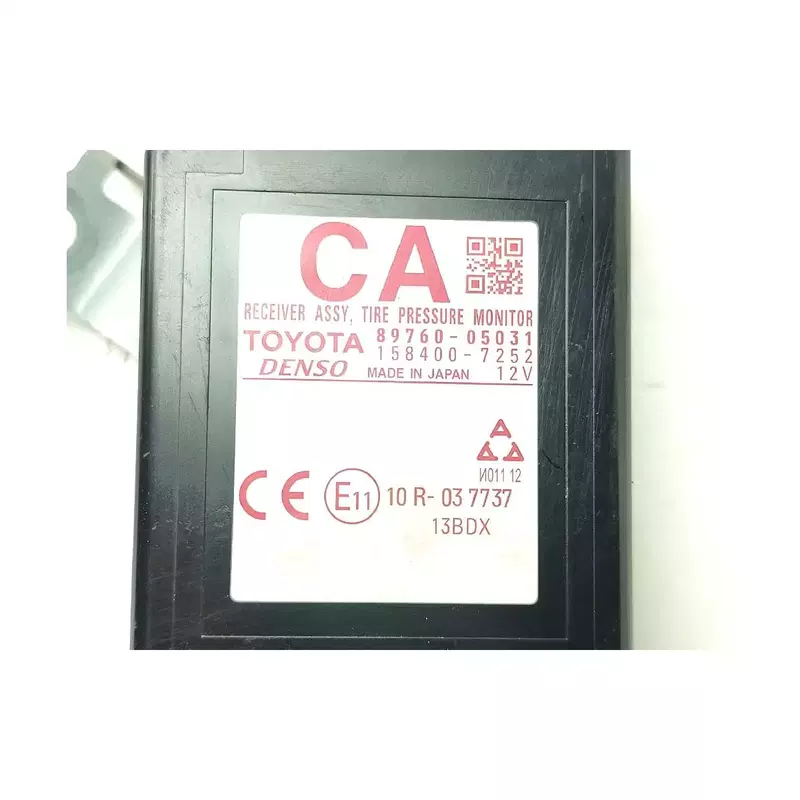 CA
RECEIVER ASSY, TIRE PRESSURE MONITOR
TOYOTA 89760-05031
158400-7252
DENSO MADE IN JAPAN 12V
И011 12
CE E11 10 R-03 7737
13BDX